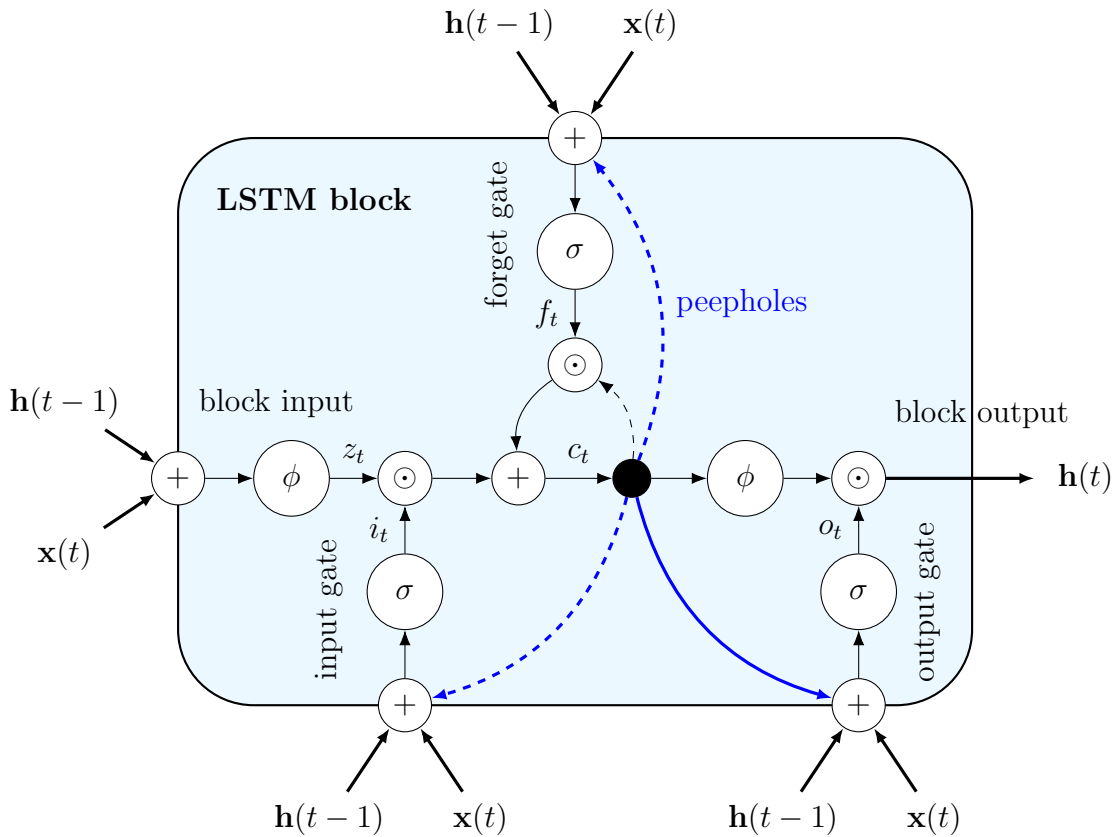 h(t − 1) x(t)
+
LSTM block
forget gate
σ
peepholes
f_t
⊙
h(t − 1)
block input
block output
z_t
c_t
+
ϕ
⊙
+
ϕ
⊙
h(t)
x(t)
i_t
o_t
input gate
σ
σ
output gate
+
+
h(t − 1) x(t)
h(t − 1) x(t)